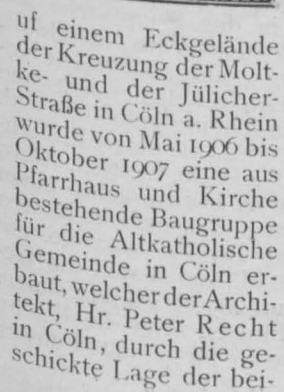 uf einem Eckgelände
der Kreuzung der Molt-
ke- und der Jülicher-
Straße in Cöln a. Rhein
wurde von Mai 1906 bis
Oktober 1907 eine aus
Pfarrhaus und Kirche
bestehende Baugruppe
für die Altkatholische
Gemeinde in Cöln er-
baut, welcher der Archi-
tekt, Hr. Peter Recht
in Cöln, durch die ge-
schickte Lage der bei-